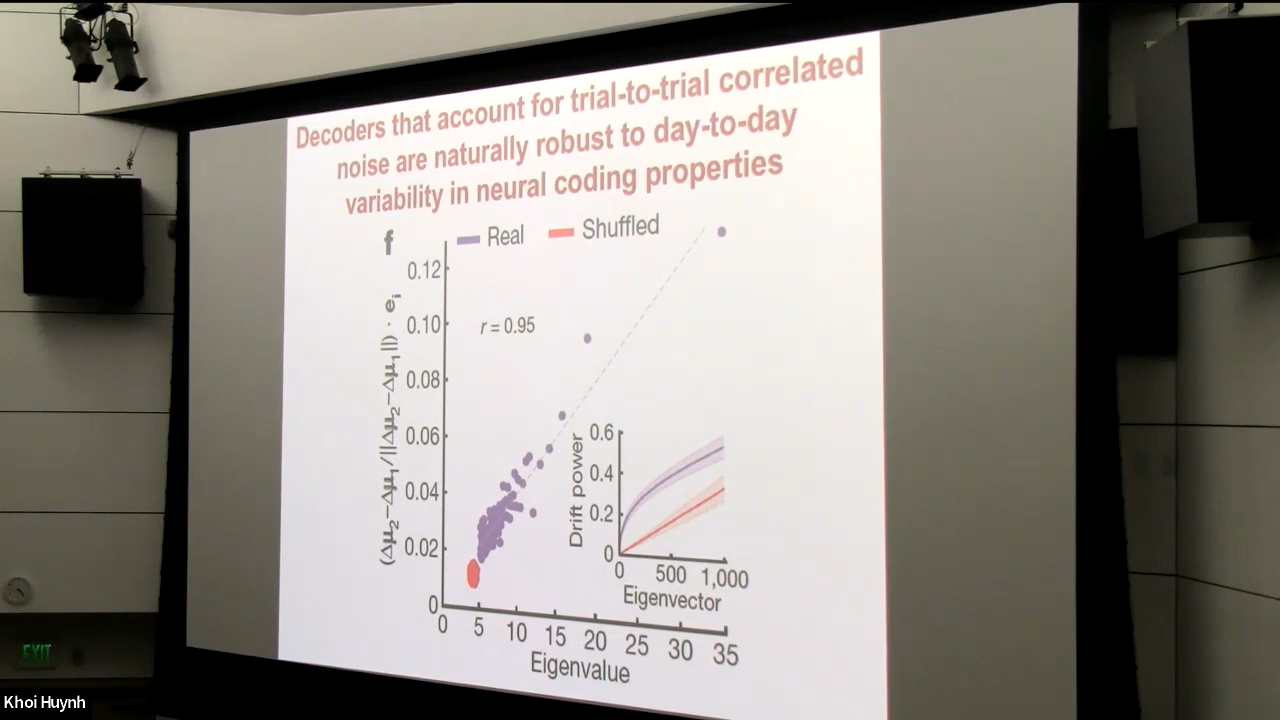 Decoders that account for trial-to-trial correlated
noise are naturally robust to day-to-day
variability in neural coding properties
f
Real
Shuffled
r = 0.95
(Δμ₂−Δμ₁/||Δμ₂−Δμ₁||) · eᵢ
0.12
0.10
0.08
0.06
0.04
0.02
0
0 5 10 15 20 25 30 35
Eigenvalue
Drift power
0.6
0.4
0.2
0
0 500 1,000
Eigenvector
EXIT
Khoi Huynh